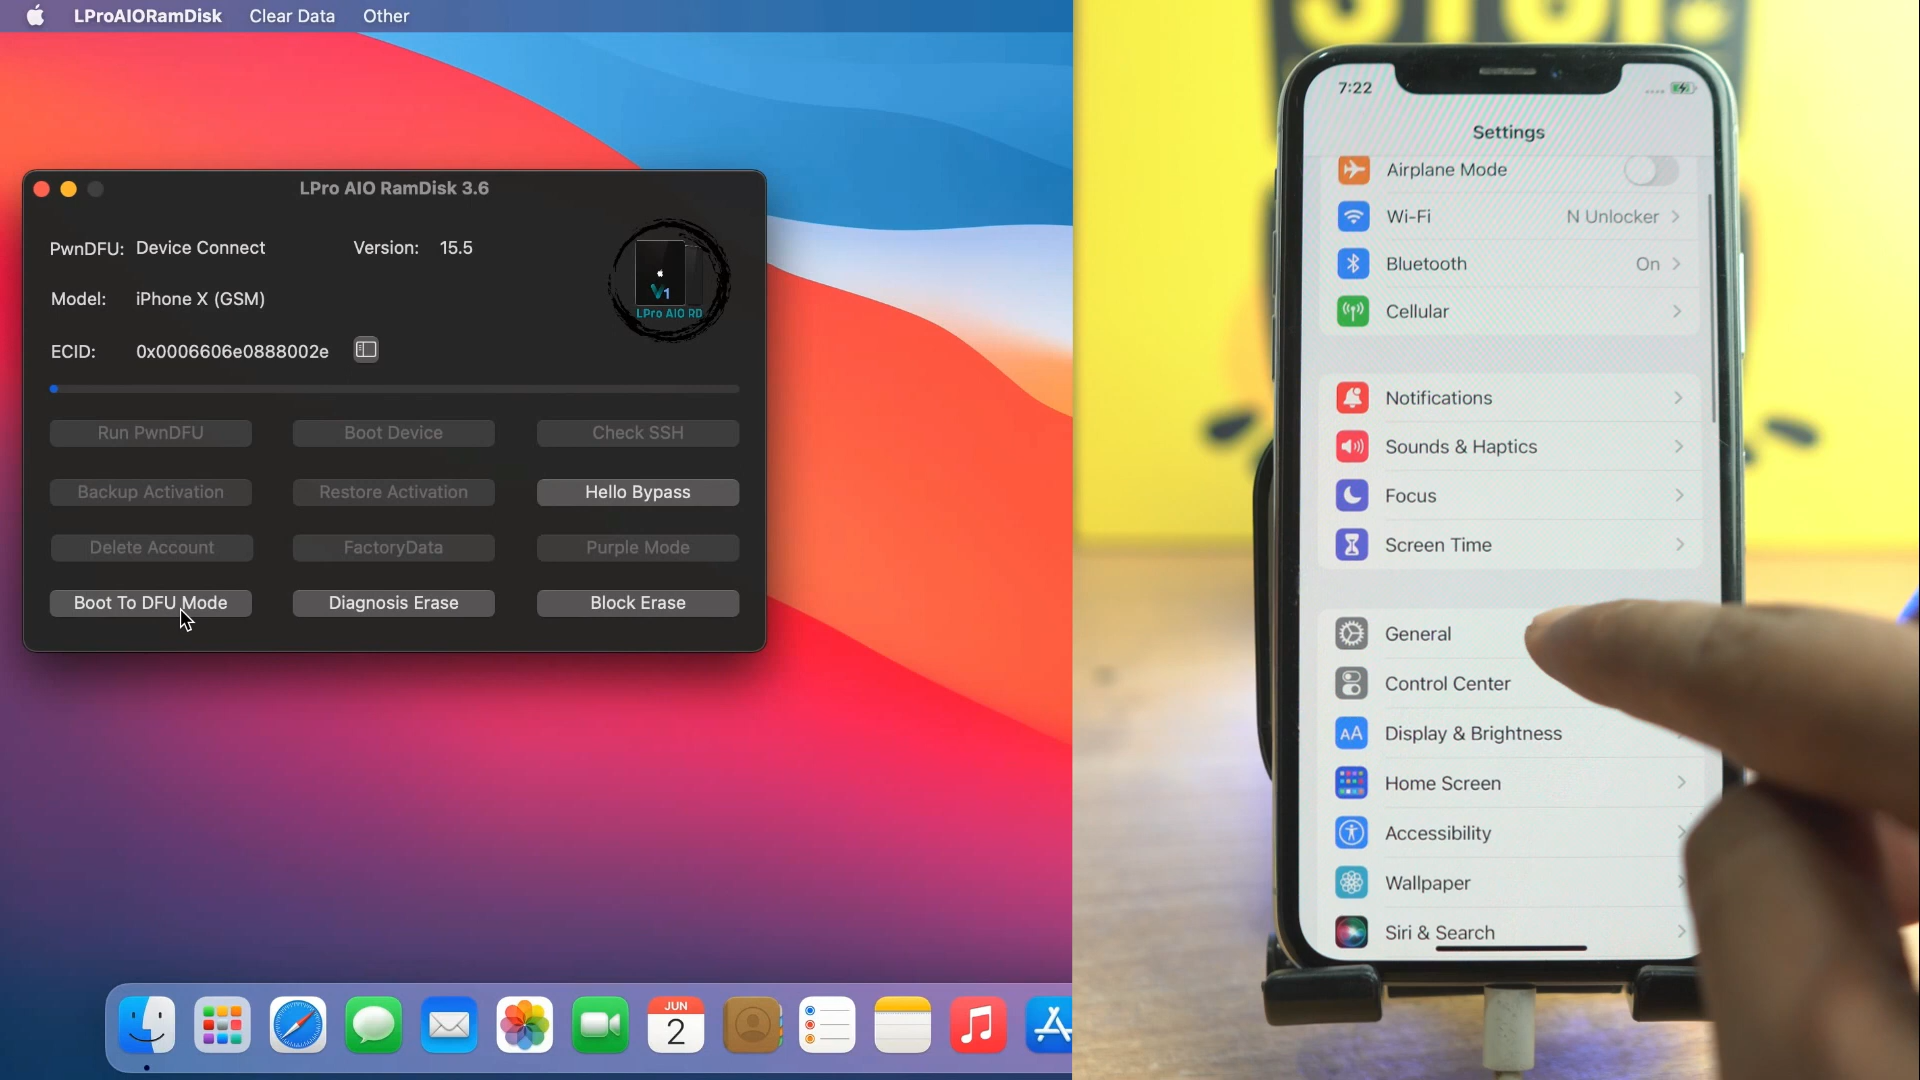 LProAIORamDisk Clear Data Other
LPro AIO RamDisk 3.6
PwnDFU: Device Connect Version: 15.5
Model: iPhone X (GSM)
ECID: 0x0006606e0888002e
V1
LPro AIO RD
Run PwnDFU Boot Device Check SSH
Backup Activation Restore Activation Hello Bypass
Delete Account FactoryData Purple Mode
Boot To DFU Mode Diagnosis Erase Block Erase
JUN
2
7:22
Settings
Airplane Mode
Wi-Fi N Unlocker
Bluetooth On
Cellular
Notifications
Sounds & Haptics
Focus
Screen Time
General
Control Center
AA Display & Brightness
Home Screen
Accessibility
Wallpaper
Siri & Search